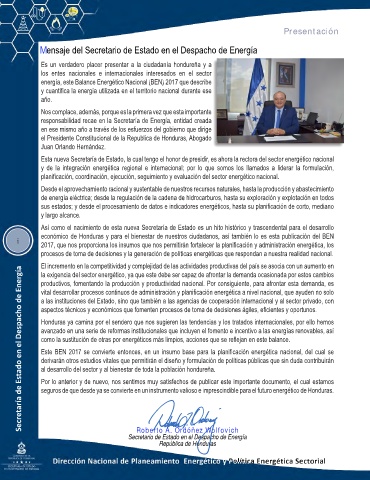 Presentación
Mensaje del Secretario de Estado en el Despacho de Energía
Es un verdadero placer presentar a la ciudadanía hondureña y a
los entes nacionales e internacionales interesados en el sector
energía, este Balance Energético Nacional (BEN) 2017 que describe
y cuantifica la energía utilizada en el territorio nacional durante ese
año.
Nos complace, además, porque es la primera vez que esta importante
responsabilidad recae en la Secretaría de Energía, entidad creada
en ese mismo año a través de los esfuerzos del gobierno que dirige
el Presidente Constitucional de la Republica de Honduras, Abogado
Juan Orlando Hernández.
Esta nueva Secretaría de Estado, la cual tengo el honor de presidir, es ahora la rectora del sector energético nacional
y de la integración energética regional e internacional; por lo que somos los llamados a liderar la formulación,
planificación, coordinación, ejecución, seguimiento y evaluación del sector energético nacional.
Desde el aprovechamiento racional y sustentable de nuestros recursos naturales, hasta la producción y abastecimiento
de energía eléctrica; desde la regulación de la cadena de hidrocarburos, hasta su exploración y explotación en todos
sus estados; y desde el procesamiento de datos e indicadores energéticos, hasta su planificación de corto, mediano
y largo alcance.
Así como el nacimiento de esta nueva Secretaría de Estado es un hito histórico y trascendental para el desarrollo
económico de Honduras y para el bienestar de nuestros ciudadanos, así también lo es esta publicación del BEN
2017, que nos proporciona los insumos que nos permitirán fortalecer la planificación y administración energética, los
procesos de toma de decisiones y la generación de políticas energéticas que respondan a nuestra realidad nacional.
El incremento en la competitividad y complejidad de las actividades productivas del país se asocia con un aumento en
la exigencia del sector energético, ya que este debe ser capaz de afrontar la demanda ocasionada por estos cambios
productivos, fomentando la producción y productividad nacional. Por consiguiente, para afrontar esta demanda, es
vital desarrollar procesos continuos de administración y planificación energética a nivel nacional, que ayuden no solo
a las instituciones del Estado, sino que también a las agencias de cooperación internacional y al sector privado, con
aspectos técnicos y económicos que fomenten procesos de toma de decisiones ágiles, eficientes y oportunos.
Honduras ya camina por el sendero que nos sugieren las tendencias y los tratados internacionales, por ello hemos
avanzado en una serie de reformas institucionales que incluyen el fomento e incentivo a las energías renovables, así
como la sustitución de otras por energéticos más limpios, acciones que se reflejan en este balance.
Este BEN 2017 se convierte entonces, en un insumo base para la planificación energética nacional, del cual se
derivarán otros estudios vitales que permitirán el diseño y formulación de políticas públicas que sin duda contribuirán
al desarrollo del sector y al bienestar de toda la población hondureña.
Por lo anterior y de nuevo, nos sentimos muy satisfechos de publicar este importante documento, el cual estamos
seguros de que desde ya se convierte en un instrumento valioso e imprescindible para el futuro energético de Honduras.
Roberto A. Ordóñez Wolfovich
Secretario de Estado en el Despacho de Energía
República de Honduras
Secretaría de Estado en el Despacho de Energía
Dirección Nacional de Planeamiento Energético y Política Energética Sectorial